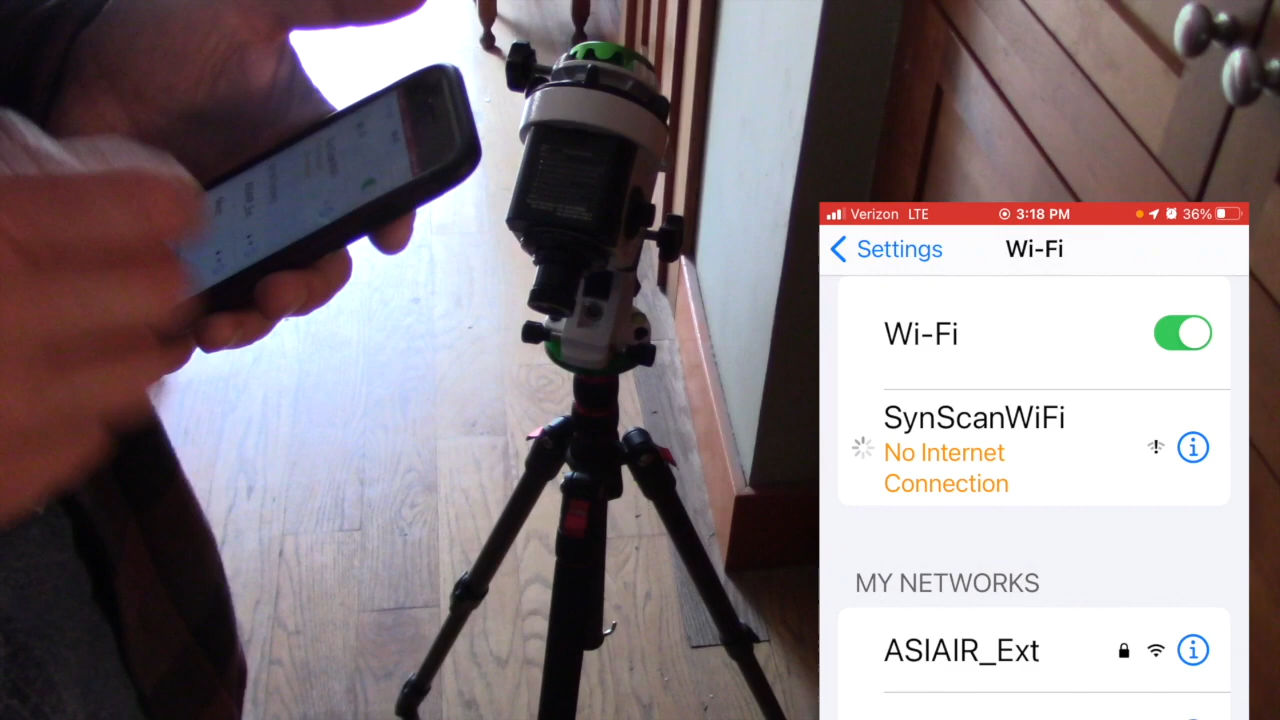 Verizon LTE 3:18 PM 36%
Settings Wi-Fi
Wi-Fi
SynScanWiFi
No Internet
Connection
MY NETWORKS
ASIAIR_Ext